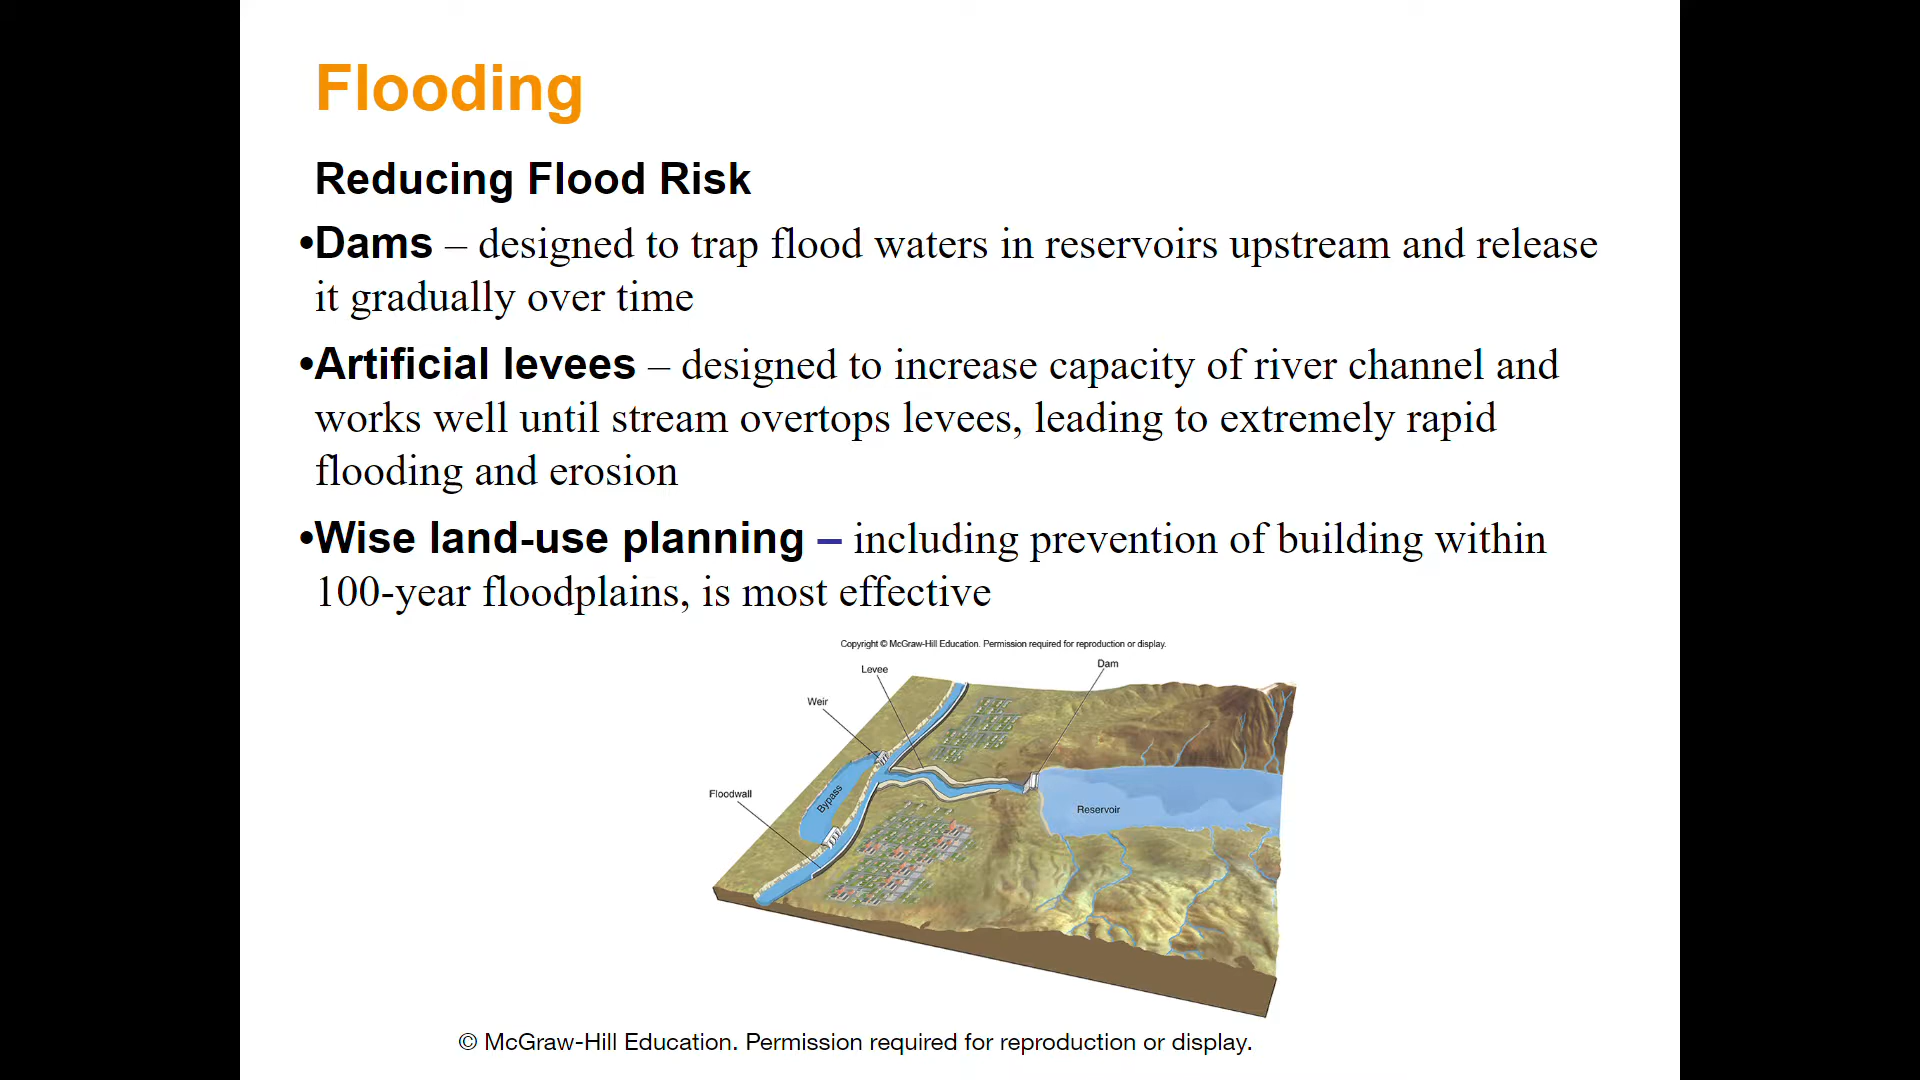 Flooding
Reducing Flood Risk
•Dams – designed to trap flood waters in reservoirs upstream and release
it gradually over time
•Artificial levees – designed to increase capacity of river channel and
works well until stream overtops levees, leading to extremely rapid
flooding and erosion
•Wise land-use planning – including prevention of building within
100-year floodplains, is most effective
Copyright © McGraw-Hill Education. Permission required for reproduction or display.
Dam
Levee
Weir
Floodwall
Bypass
Reservoir
© McGraw-Hill Education. Permission required for reproduction or display.